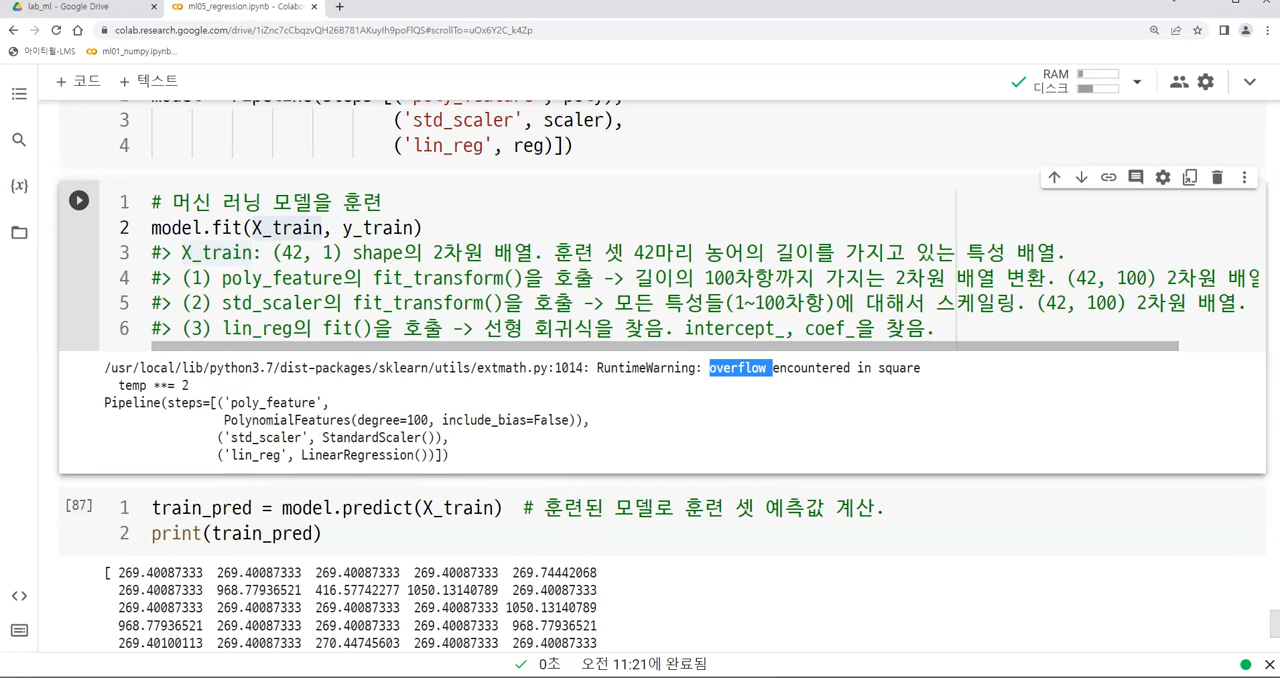 lab_ml - Google Drive
ml05_regression.ipynb - Colabo
colab.research.google.com/drive/1iZnc7cCbqzvQH26B781AKuyIh9poFlQS#scrollTo=uOx6Y2C_k4Zp
아이티윌-LMS
ml01_numpy.ipynb...
+ 코드 + 텍스트
RAM
디스크
3 ('std_scaler', scaler),
4 ('lin_reg', reg)])
1 # 머신 러닝 모델을 훈련
2 model.fit(X_train, y_train)
3 #> X_train: (42, 1) shape의 2차원 배열. 훈련 셋 42마리 농어의 길이를 가지고 있는 특성 배열.
4 #> (1) poly_feature의 fit_transform()을 호출 -> 길이의 100차항까지 가지는 2차원 배열 변환. (42, 100) 2차원 배열
5 #> (2) std_scaler의 fit_transform()을 호출 -> 모든 특성들(1~100차항)에 대해서 스케일링. (42, 100) 2차원 배열.
6 #> (3) lin_reg의 fit()을 호출 -> 선형 회귀식을 찾음. intercept_, coef_을 찾음.
/usr/local/lib/python3.7/dist-packages/sklearn/utils/extmath.py:1014: RuntimeWarning: overflow encountered in square
temp **= 2
Pipeline(steps=[('poly_feature',
PolynomialFeatures(degree=100, include_bias=False)),
('std_scaler', StandardScaler()),
('lin_reg', LinearRegression())])
[87] 1 train_pred = model.predict(X_train) # 훈련된 모델로 훈련 셋 예측값 계산.
2 print(train_pred)
[ 269.40087333 269.40087333 269.40087333 269.40087333 269.74442068
269.40087333 968.77936521 416.57742277 1050.13140789 269.40087333
269.40087333 269.40087333 269.40087333 269.40087333 1050.13140789
968.77936521 269.40087333 269.40087333 269.40087333 968.77936521
269.40100113 269.40087333 270.44745603 269.40087333 269.40087333
0초 오전 11:21에 완료됨